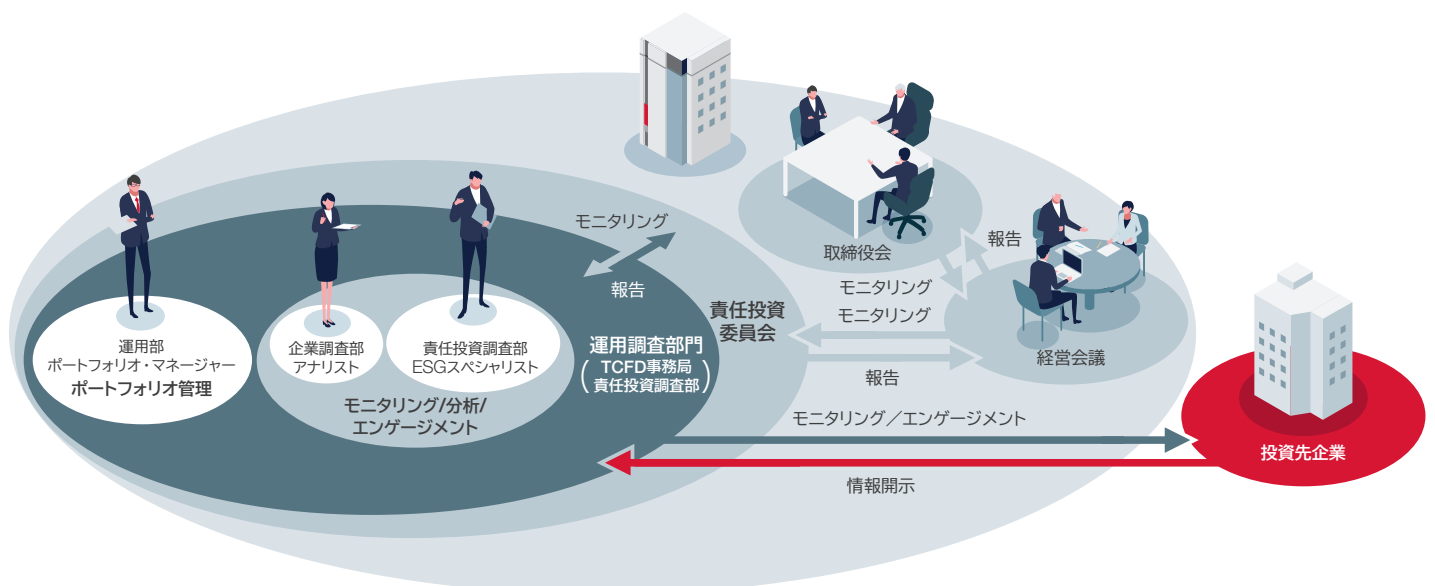 運用部
ポートフォリオ・マネージャー
ポートフォリオ管理
企業調査部
アナリスト
責任投資調査部
ESGスペシャリスト
モニタリング/分析/
エンゲージメント
運用調査部門
(TCFD事務局
責任投資調査部)
モニタリング
報告
責任投資
委員会
取締役会
報告
モニタリング
モニタリング
報告
経営会議
モニタリング／エンゲージメント
情報開示
投資先企業